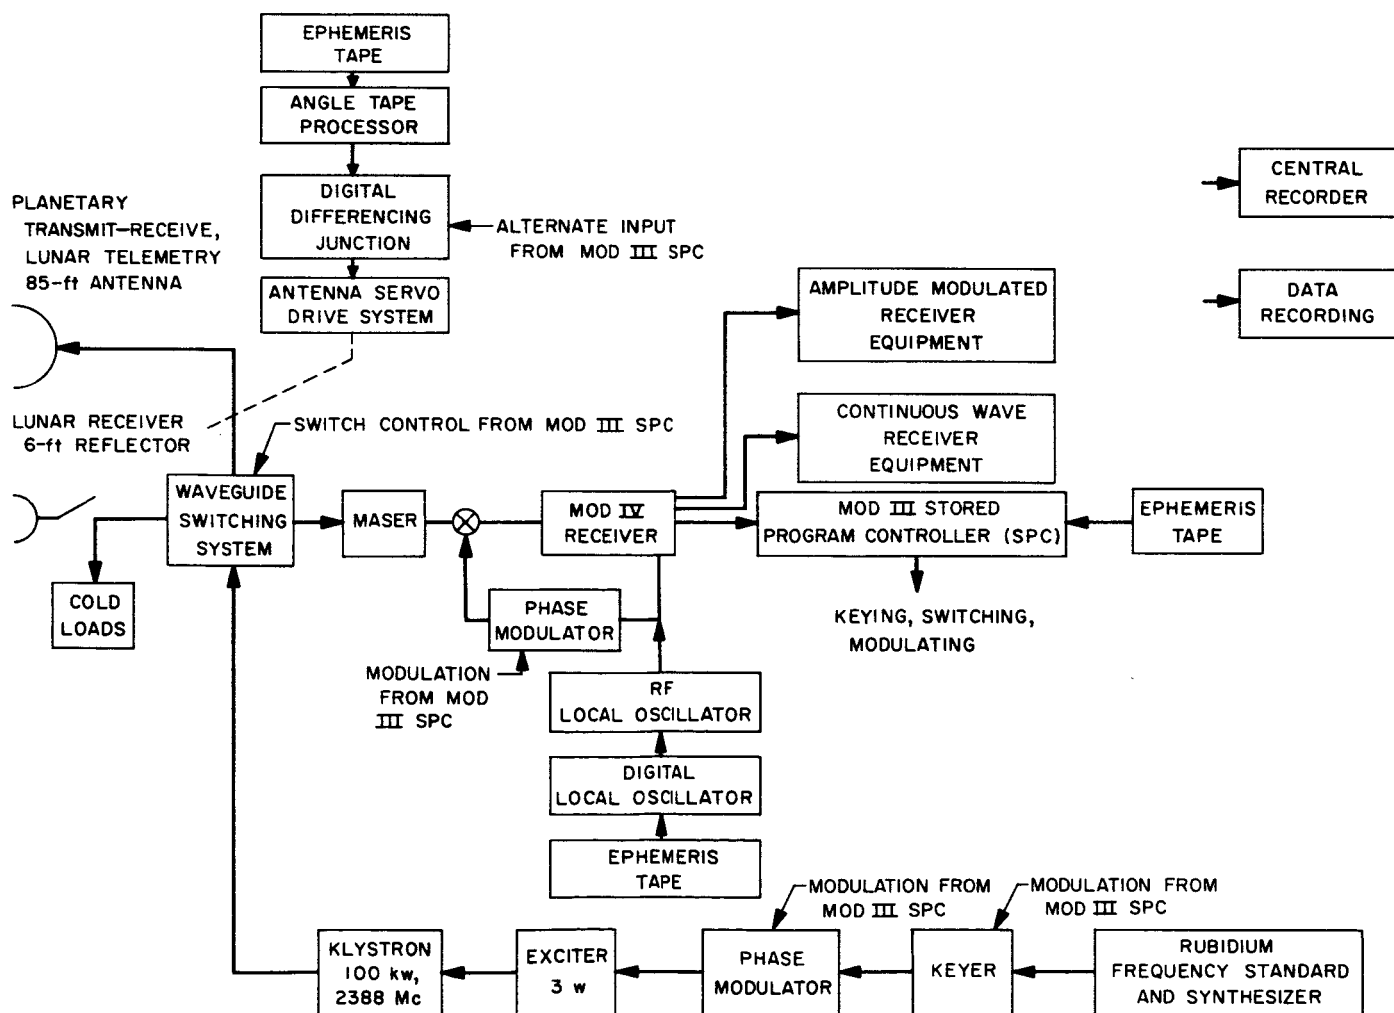 EPHEMERIS
TAPE
ANGLE TAPE
PROCESSOR
DIGITAL
DIFFERENCING
JUNCTION
ALTERNATE INPUT
FROM MOD III SPC
ANTENNA SERVO
DRIVE SYSTEM
CENTRAL
RECORDER
DATA
RECORDING
PLANETARY
TRANSMIT-RECEIVE,
LUNAR TELEMETRY
85-ft ANTENNA
LUNAR RECEIVER
6-ft REFLECTOR
SWITCH CONTROL FROM MOD III SPC
AMPLITUDE MODULATED
RECEIVER
EQUIPMENT
CONTINUOUS WAVE
RECEIVER
EQUIPMENT
WAVEGUIDE
SWITCHING
SYSTEM
MASER
MOD IV
RECEIVER
MOD III STORED
PROGRAM CONTROLLER (SPC)
EPHEMERIS
TAPE
COLD
LOADS
PHASE
MODULATOR
KEYING, SWITCHING,
MODULATING
MODULATION
FROM MOD
III SPC
RF
LOCAL OSCILLATOR
DIGITAL
LOCAL OSCILLATOR
EPHEMERIS
TAPE
MODULATION FROM
MOD III SPC
MODULATION FROM
MOD III SPC
KLYSTRON
100 kw,
2388 Mc
EXCITER
3 w
PHASE
MODULATOR
KEYER
RUBIDIUM
FREQUENCY STANDARD
AND SYNTHESIZER